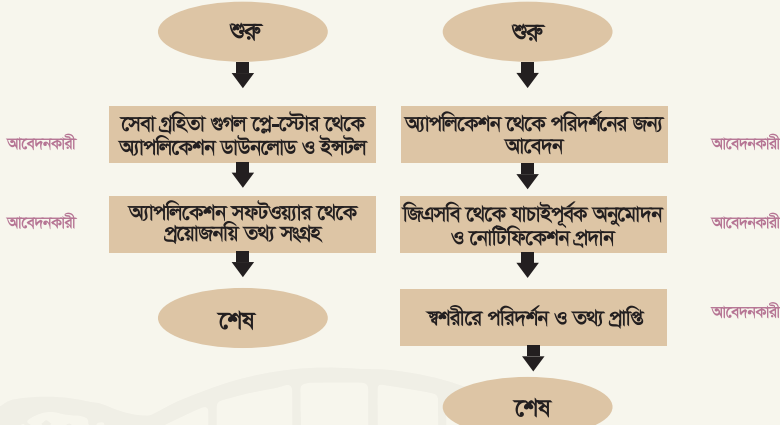 শুরু
সেবা গ্রহিতা গুগল প্লে-স্টোর থেকে
অ্যাপলিকেশন ডাউনলোড ও ইন্সটল
আবেদনকারী
অ্যাপলিকেশন সফটওয়্যার থেকে
প্রয়োজনয়ি তথ্য সংগ্রহ
আবেদনকারী
শেষ
শুরু
অ্যাপলিকেশন থেকে পরিদর্শনের জন্য
আবেদন
আবেদনকারী
জিএসবি থেকে যাচাইপূর্বক অনুমোদন
ও নোটিফিকেশন প্রদান
আবেদনকারী
স্বশরীরে পরিদর্শন ও তথ্য প্রাপ্তি
আবেদনকারী
শেষ